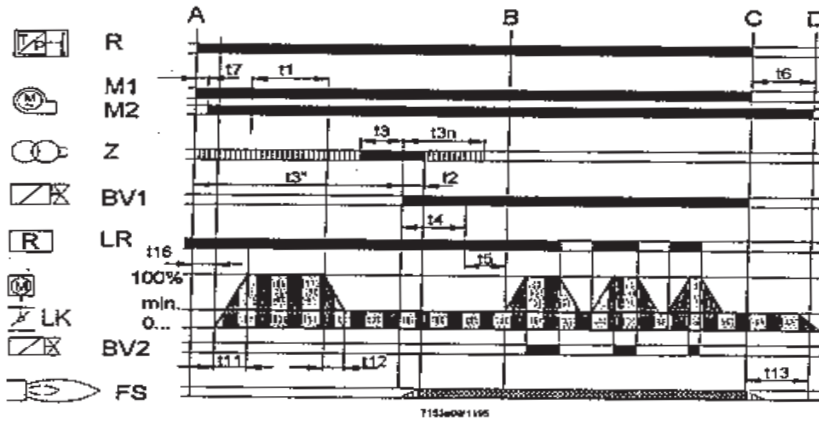 A B C D
R
t7 t1 M1 t6
M2
t3 t3n
Z
t3* t2
BV1
t4
R LR
t16 t5
100%
M
min.
LK 0...
BV2
t11 t12
t13
FS